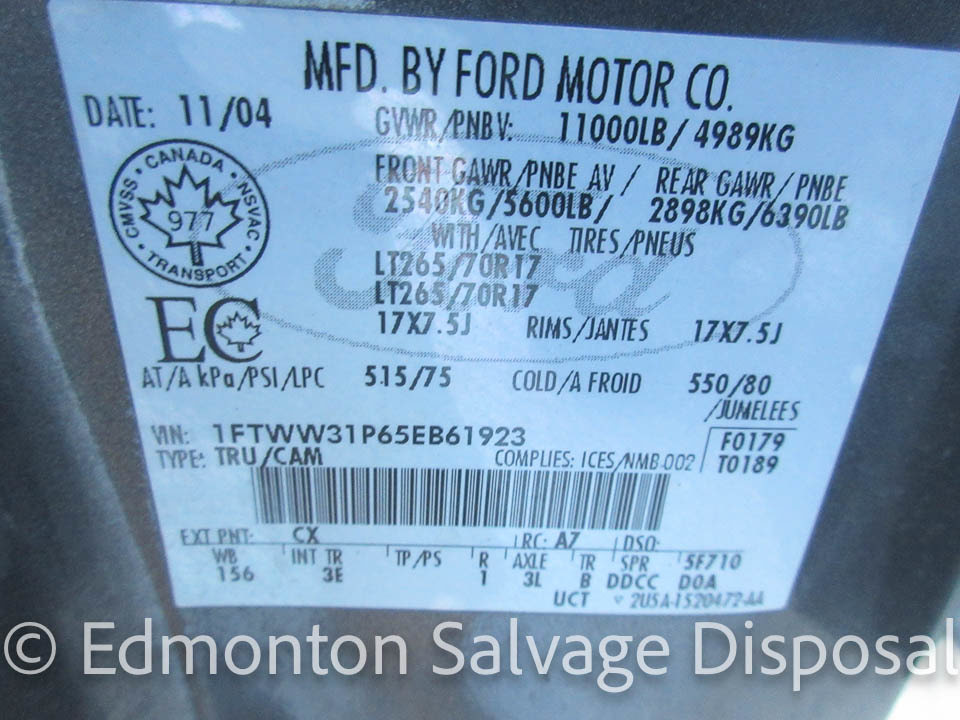 MFD. BY FORD MOTOR CO.
DATE: 11/04
GVWR/PNBV: 11000LB/4989KG
FRONT GAWR/PNBE AV/ REAR GAWR/PNBE
2540KG/5600LB/ 2898KG/6390LB
WITH/AVEC TIRES/PNEUS
LT265/70R17
LT265/70R17
17X7.5J RIMS/JANTES 17X7.5J
CANADA
CMVSS NSVAC
977
TRANSPORT
Ford
EC
AT/A kPa/PSI/LPC 515/75 COLD/A FROID 550/80
/JUMELEES
VIN: 1FTWW31P65EB61923
F0179
TYPE: TRU/CAM COMPLIES: ICES/NMB-002
T0189
EXT PNT: CX RC: A7 DSO:
WB INT TR TP/PS R AXLE TR SPR 5F710
156 3E 1 3L B DDCC D0A
UCT ▽ 2U5A-1520472-AA
© Edmonton Salvage Disposal